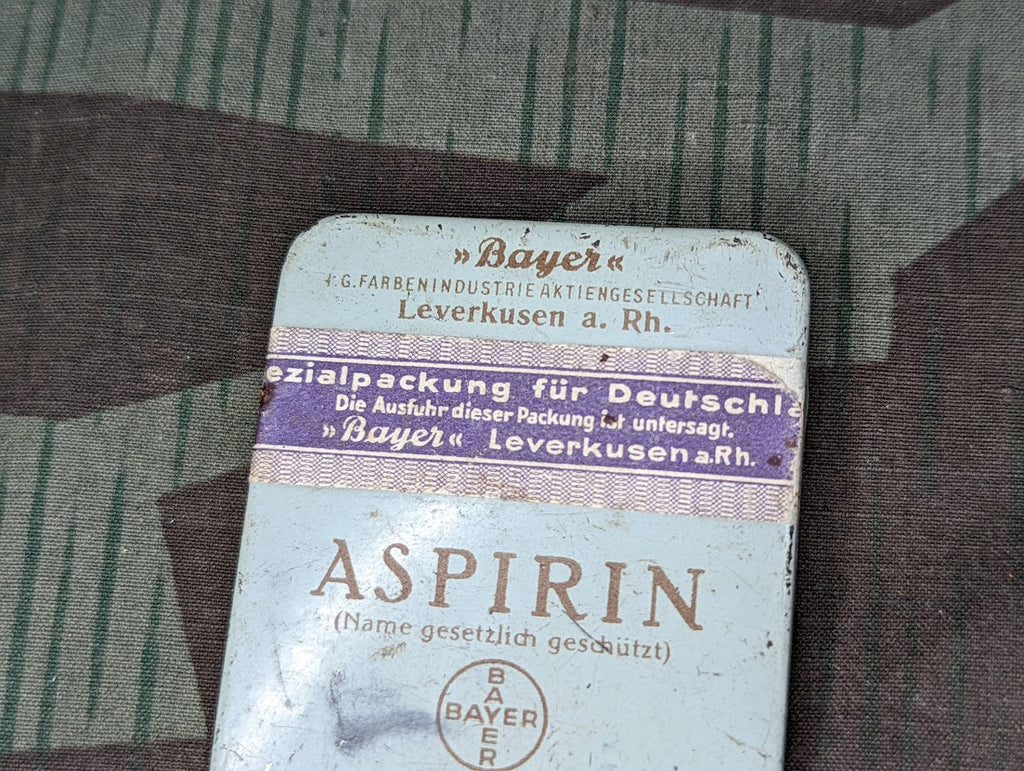 »Bayer«
I.G.FARBENINDUSTRIE AKTIENGESELLSCHAFT
Leverkusen a. Rh.
ezialpackung für Deutschla
Die Ausfuhr dieser Packung ist untersagt.
»Bayer« Leverkusen a.Rh.
ASPIRIN
(Name gesetzlich geschützt)
BAYER
BAYER